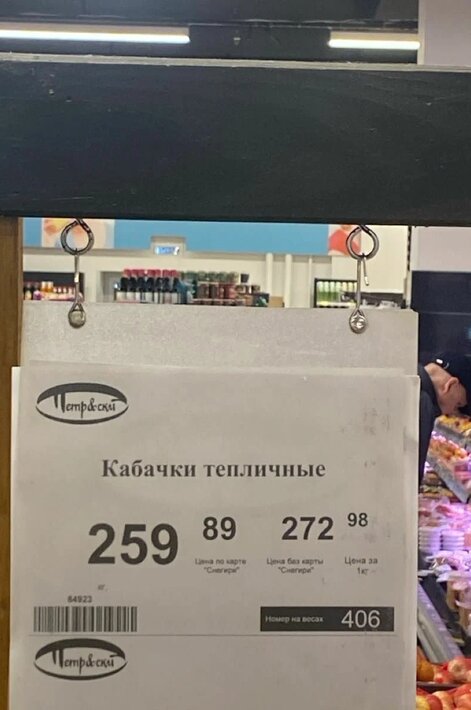 Петровский
Кабачки тепличные
259 89 272 98
Цена по карте "Снегири" Цена без карты "Снегири" Цена за 1кг
кг.
64923
Номер на весах 406
Петровский